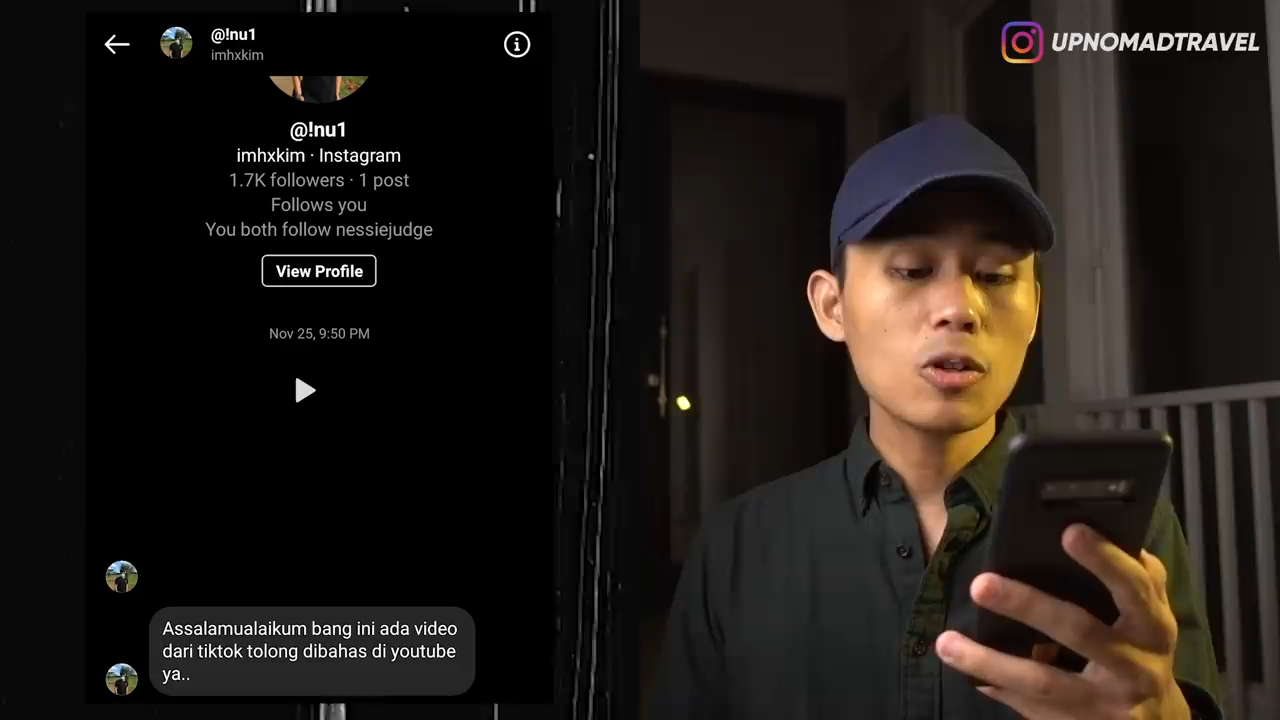 @!nu1
imhxkim
@!nu1
imhxkim · Instagram
1.7K followers · 1 post
Follows you
You both follow nessiejudge
View Profile
Nov 25, 9:50 PM
Assalamualaikum bang ini ada video
dari tiktok tolong dibahas di youtube
ya..
UPNOMADTRAVEL